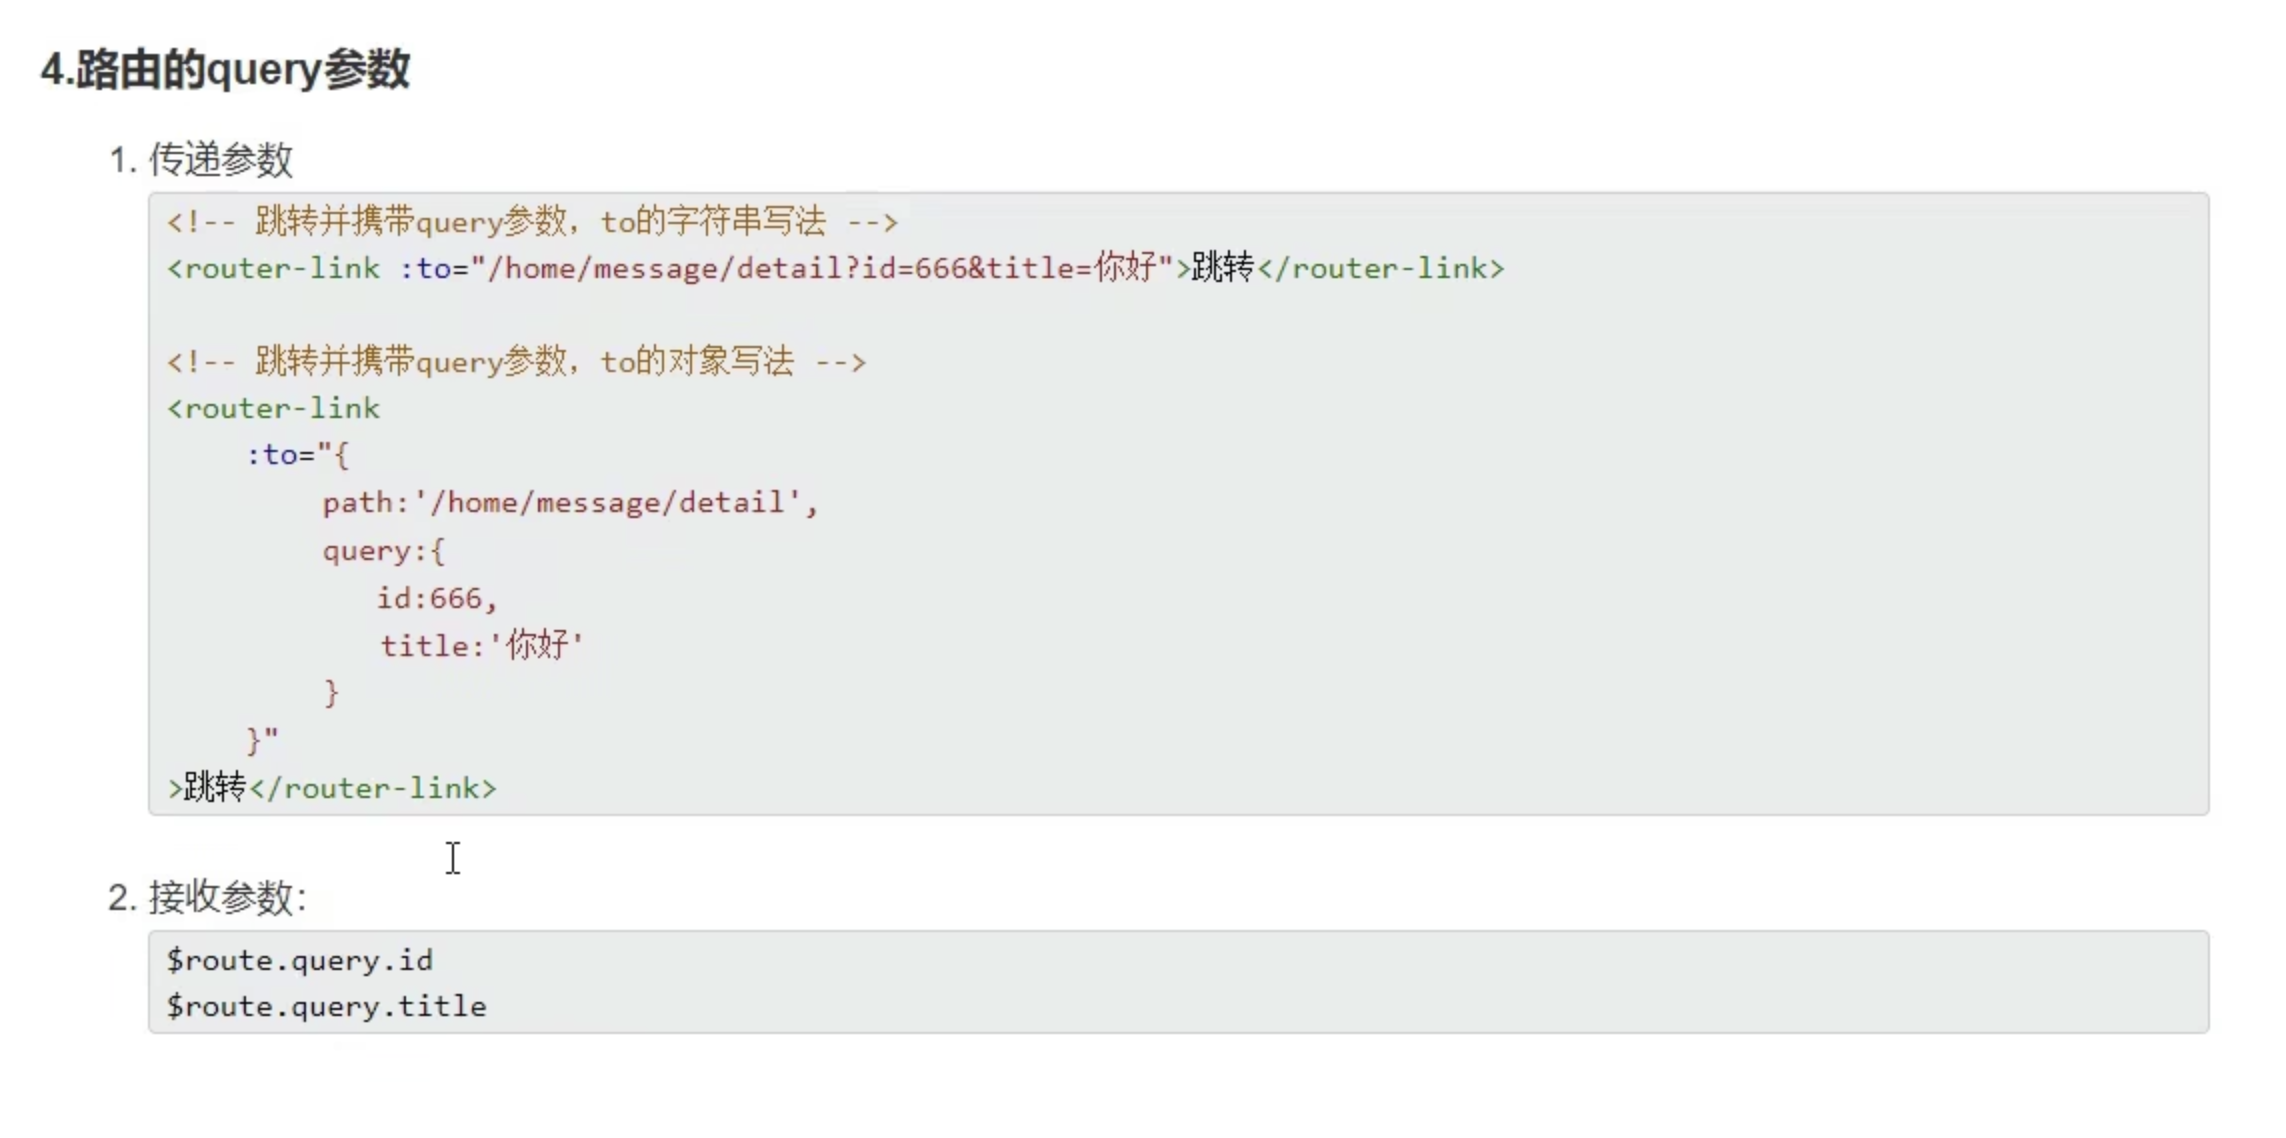 4.路由的query参数
1. 传递参数
<!-- 跳转并携带query参数，to的字符串写法 -->
<router-link :to="/home/message/detail?id=666&title=你好">跳转</router-link>
<!-- 跳转并携带query参数，to的对象写法 -->
<router-link
:to="{
path:'/home/message/detail',
query:{
id:666,
title:'你好'
}
}"
>跳转</router-link>
2. 接收参数：
$route.query.id
$route.query.title